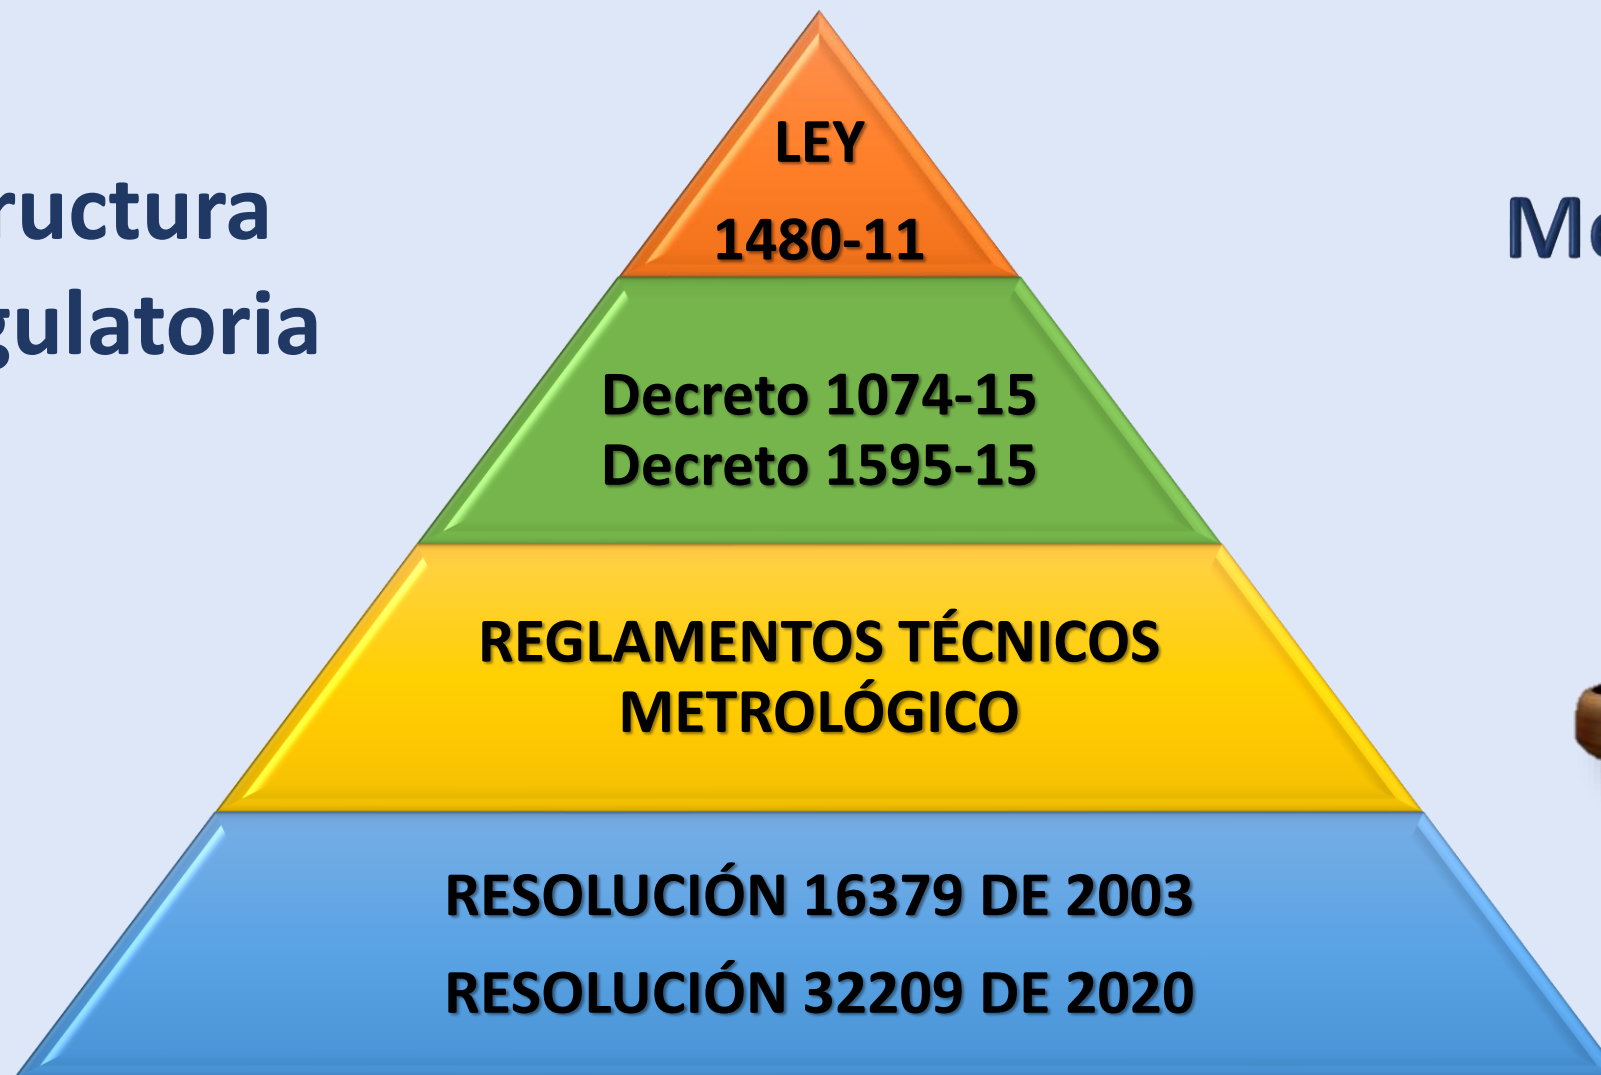 ructura
gulatoria
LEY
1480-11
Decreto 1074-15
Decreto 1595-15
REGLAMENTOS TÉCNICOS
METROLÓGICO
RESOLUCIÓN 16379 DE 2003
RESOLUCIÓN 32209 DE 2020